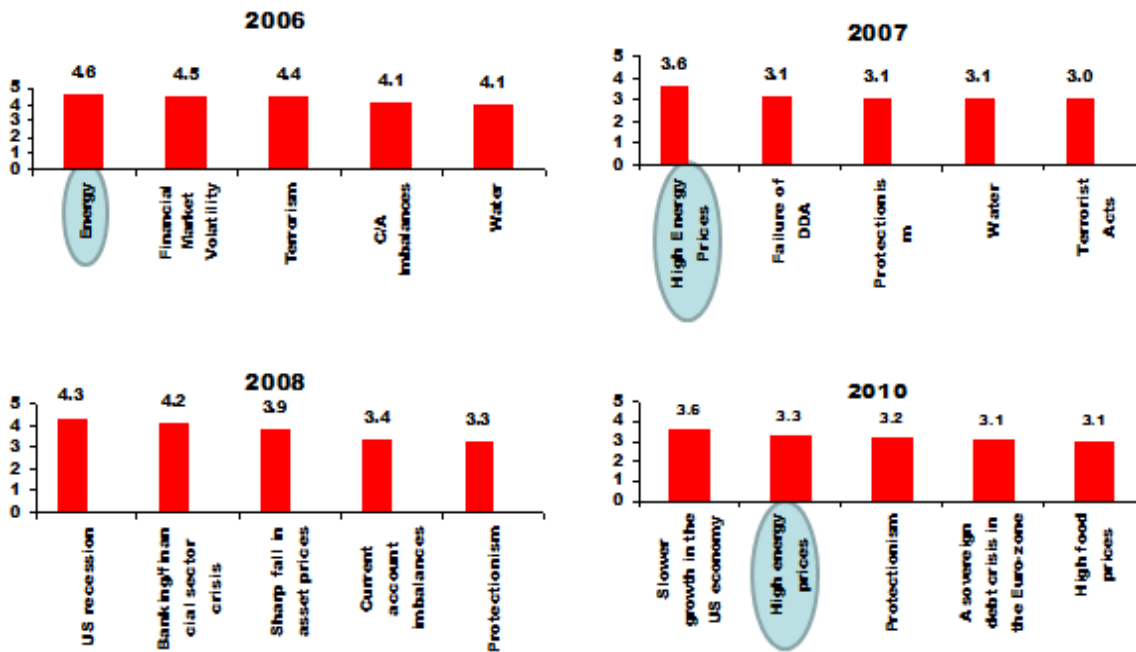 2006
4.6
4.5
4.4
4.1
4.1
5
4
3
2
1
0
Energy
Financial
Market
Volatility
Terrorism
C/A
imbalances
Water
2007
3.6
3.1
3.1
3.1
3.0
5
4
3
2
1
0
High Energy
Prices
Failure of
DDA
Protectionis
m
Water
Terrorist
Acts
2008
4.3
4.2
3.9
3.4
3.3
5
4
3
2
1
0
US recession
Banking/finan
cial sector
crisis
Sharp fall in
asset prices
Current
account
imbalances
Protectionism
2010
3.6
3.3
3.2
3.1
3.1
5
4
3
2
1
0
Slower
growth in the
US economy
High energy
prices
Protectionism
A sovereign
debt crisis in
the Euro-zone
High food
prices